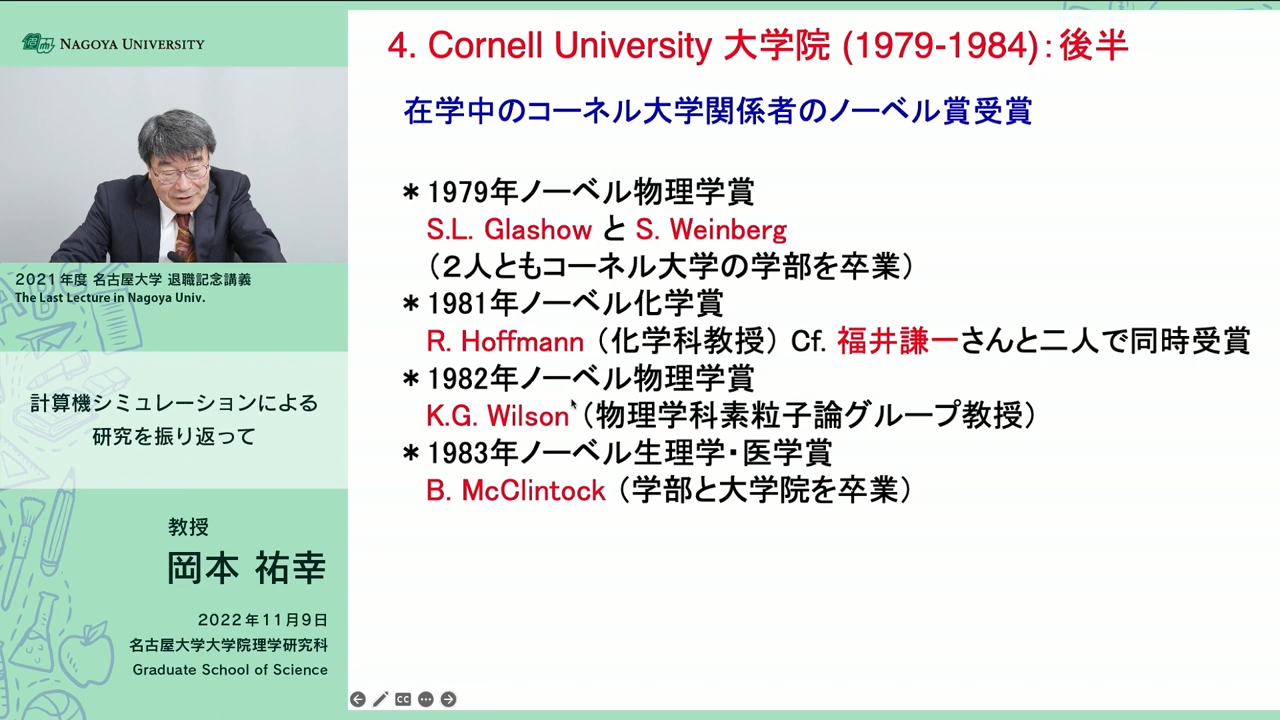 NAGOYA UNIVERSITY
2021年度 名古屋大学 退職記念講義
The Last Lecture in Nagoya Univ.
計算機シミュレーションによる
研究を振り返って
教授
岡本 祐幸
2022年11月9日
名古屋大学大学院理学研究科
Graduate School of Science
4. Cornell University 大学院 (1979-1984)：後半
在学中のコーネル大学関係者のノーベル賞受賞
＊1979年ノーベル物理学賞
S.L. Glashow と S. Weinberg
（２人ともコーネル大学の学部を卒業）
＊1981年ノーベル化学賞
R. Hoffmann （化学科教授） Cf. 福井謙一さんと二人で同時受賞
＊1982年ノーベル物理学賞
K.G. Wilson （物理学科素粒子論グループ教授）
＊1983年ノーベル生理学・医学賞
B. McClintock （学部と大学院を卒業）
CC